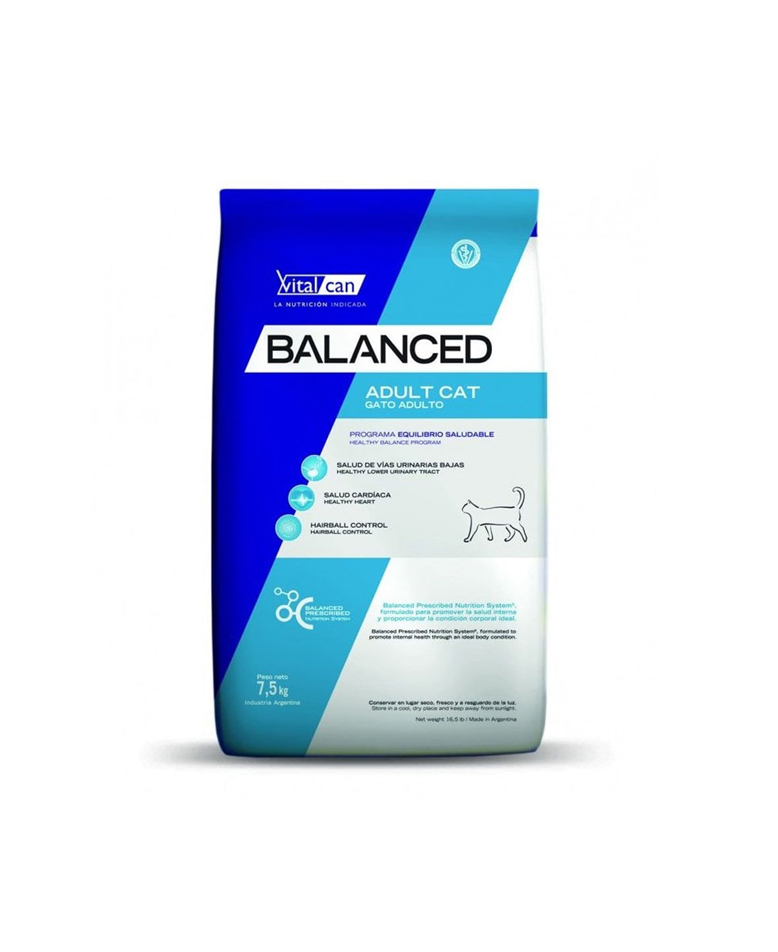 Vital can
LA NUTRICIÓN INDICADA
BALANCED
ADULT CAT
GATO ADULTO
PROGRAMA EQUILIBRIO SALUDABLE
HEALTHY BALANCE PROGRAM
SALUD DE VÍAS URINARIAS BAJAS
HEALTHY LOWER URINARY TRACT
SALUD CARDÍACA
HEALTHY HEART
HAIRBALL CONTROL
HAIRBALL CONTROL
BALANCED
PRESCRIBED
NUTRITION SYSTEM
Balanced Prescribed Nutrition System®,
formulado para promover la salud interna
y proporcionar la condición corporal ideal.
Balanced Prescribed Nutrition System®, formulated to
promote internal health through an ideal body condition.
Peso neto
7,5 kg
Industria Argentina
Conservar en lugar seco, fresco y a resguardo de la luz.
Store in a cool, dry place and keep away from sunlight.
Net weight 16,5 lb / Made in Argentina